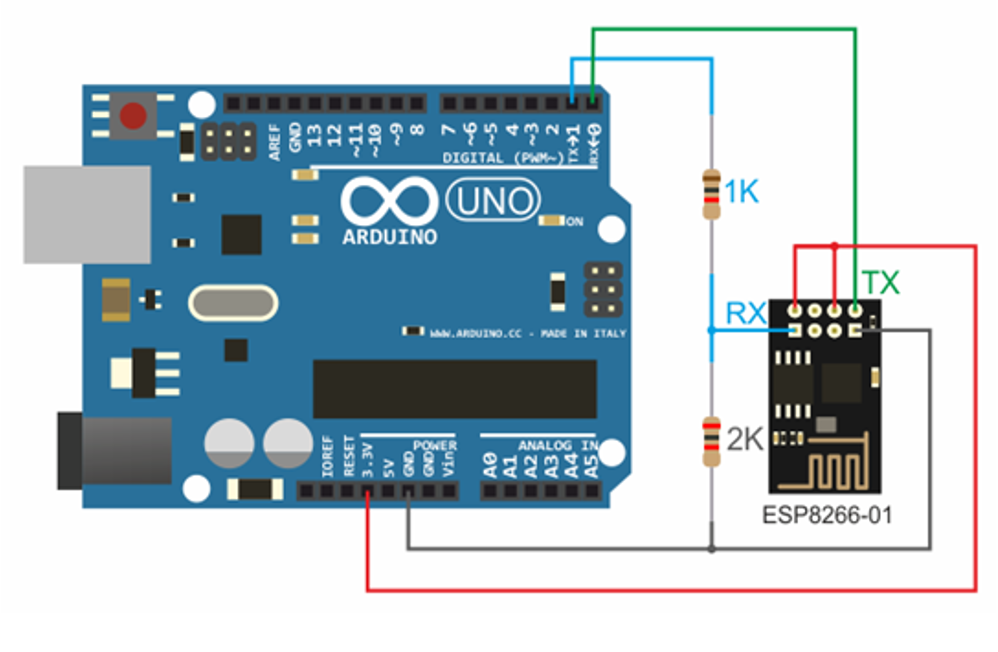 TX
1K
RX
2K
ESP8266-01
AREF
GND
13
12
~11
~10
~9
8
7
~6
~5
4
~3
2
TX→1
RX←0
DIGITAL (PWM~)
UNO
ON
ARDUINO
WWW.ARDUINO.CC - MADE IN ITALY
POWER
ANALOG IN
IOREF
RESET
3.3V
5V
GND
GND
Vin
A0
A1
A2
A3
A4
A5